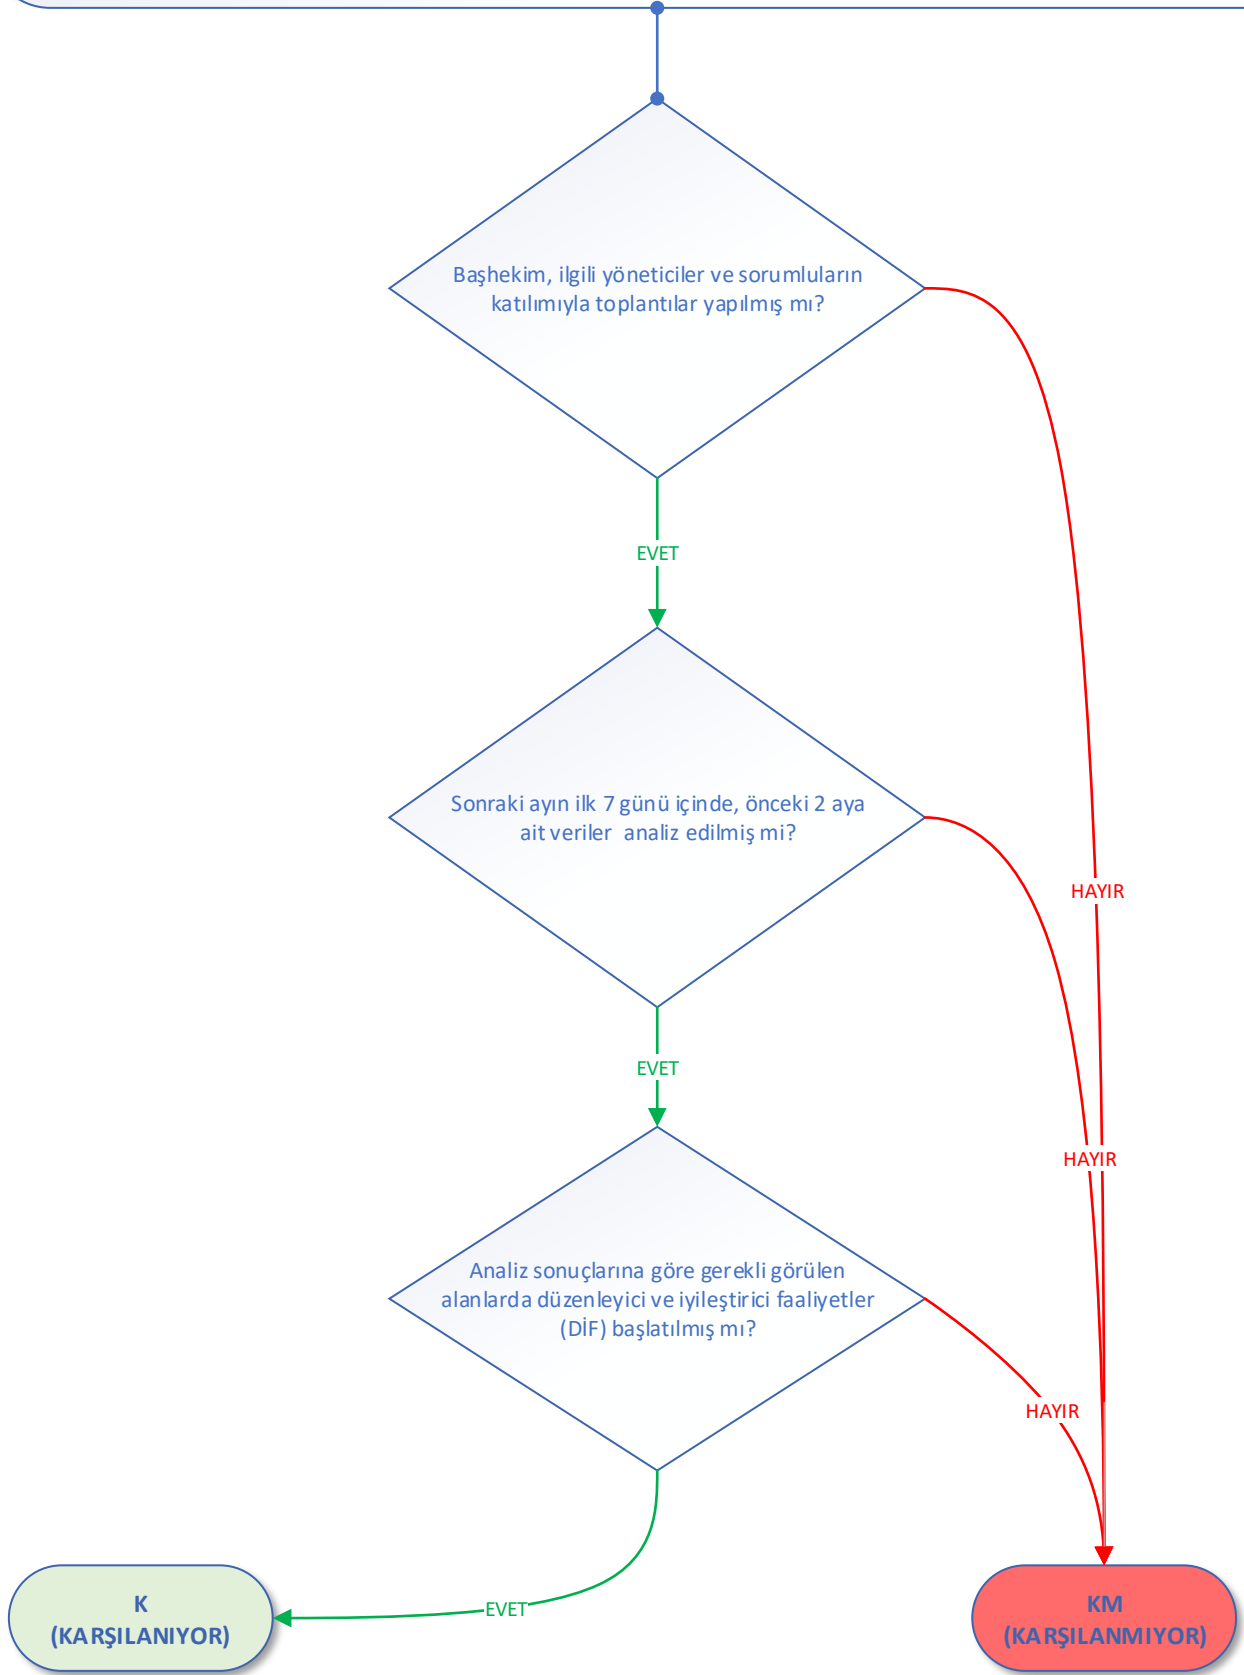 Başhekim, ilgili yöneticiler ve sorumluların
katılımıyla toplantılar yapılmış mı?
EVET
Sonraki ayın ilk 7 günü içinde, önceki 2 aya
ait veriler analiz edilmiş mi?
HAYIR
EVET
HAYIR
Analiz sonuçlarına göre gerekli görülen
alanlarda düzenleyici ve iyileştirici faaliyetler
(DİF) başlatılmış mı?
HAYIR
EVET
K
(KARŞILANIYOR)
KM
(KARŞILANMIYOR)